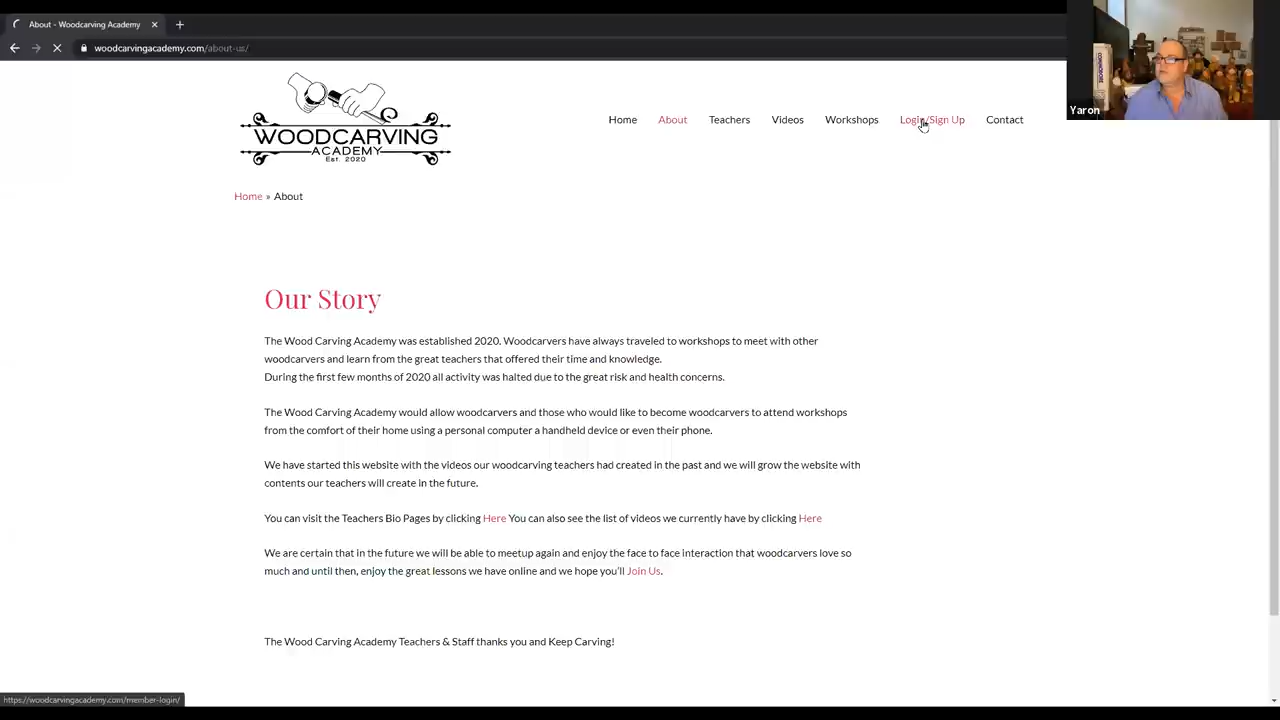 About - Woodcarving Academy
woodcarvingacademy.com/about-us/
Yaron
WOODCARVING
ACADEMY
Est. 2020
Home About Teachers Videos Workshops Login/Sign Up Contact
Home » About
Our Story
The Wood Carving Academy was established 2020. Woodcarvers have always traveled to workshops to meet with other
woodcarvers and learn from the great teachers that offered their time and knowledge.
During the first few months of 2020 all activity was halted due to the great risk and health concerns.
The Wood Carving Academy would allow woodcarvers and those who would like to become woodcarvers to attend workshops
from the comfort of their home using a personal computer a handheld device or even their phone.
We have started this website with the videos our woodcarving teachers had created in the past and we will grow the website with
contents our teachers will create in the future.
You can visit the Teachers Bio Pages by clicking Here You can also see the list of videos we currently have by clicking Here
We are certain that in the future we will be able to meetup again and enjoy the face to face interaction that woodcarvers love so
much and until then, enjoy the great lessons we have online and we hope you'll Join Us.
The Wood Carving Academy Teachers & Staff thanks you and Keep Carving!
https://woodcarvingacademy.com/member-login/